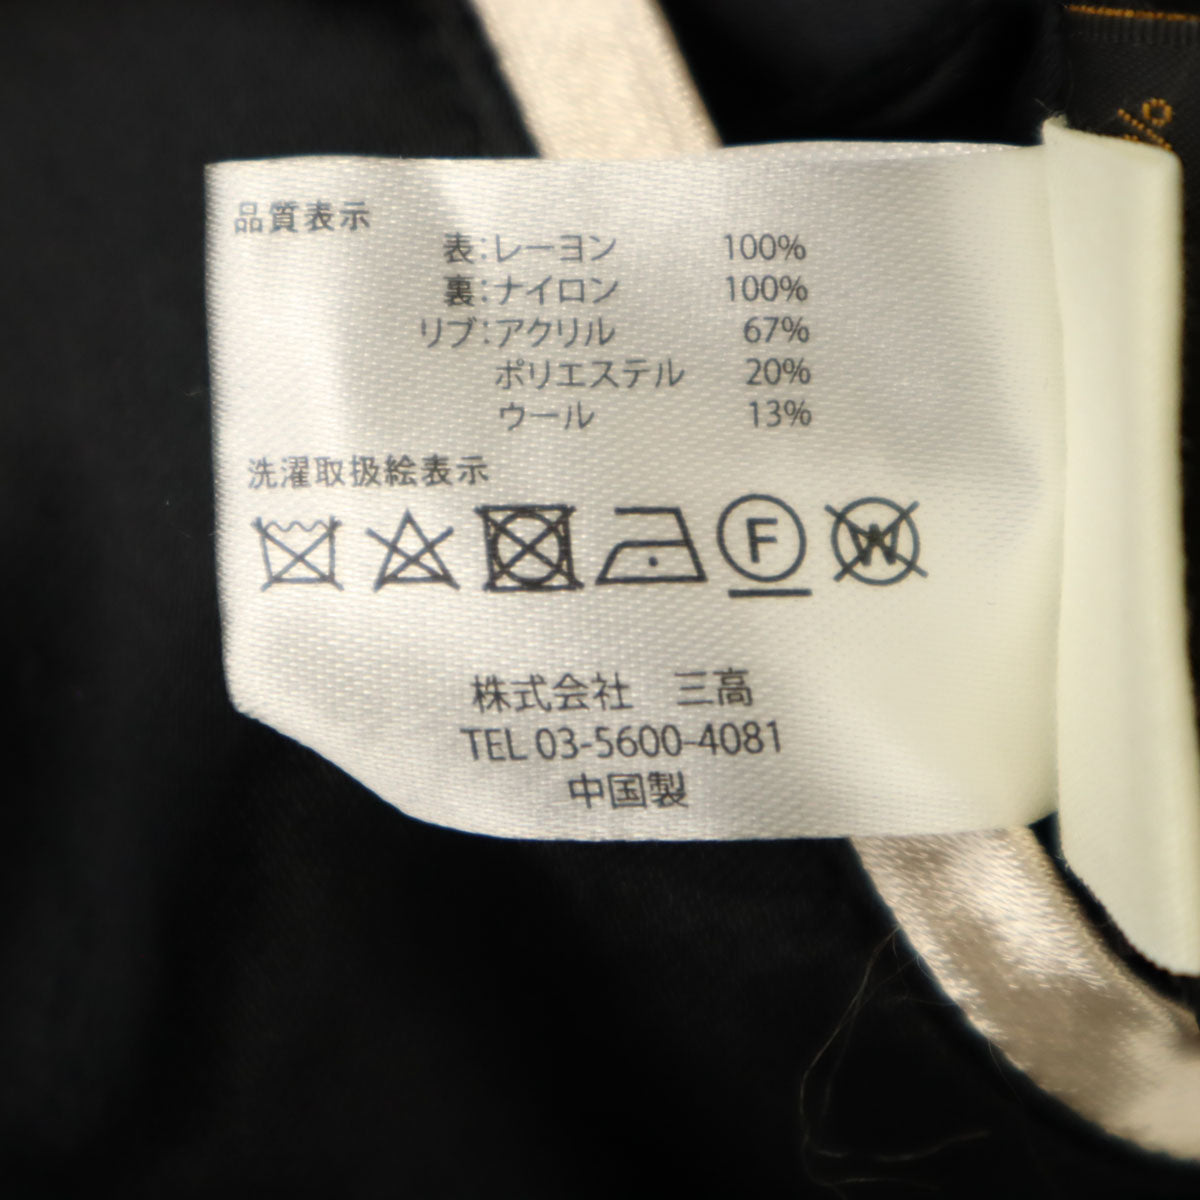 品質表示
表:レーヨン 100%
裏:ナイロン 100%
リブ:アクリル 67%
ポリエステル 20%
ウール 13%
洗濯取扱絵表示
F W
株式会社 三高
TEL 03-5600-4081
中国製